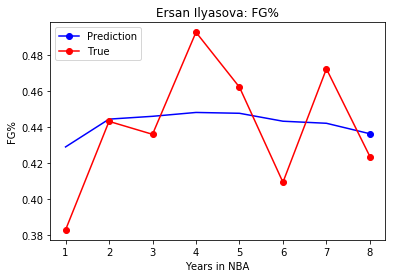 Ersan Ilyasova: FG%
Prediction
True
FG%
0.48
0.46
0.44
0.42
0.40
0.38
1 2 3 4 5 6 7 8
Years in NBA